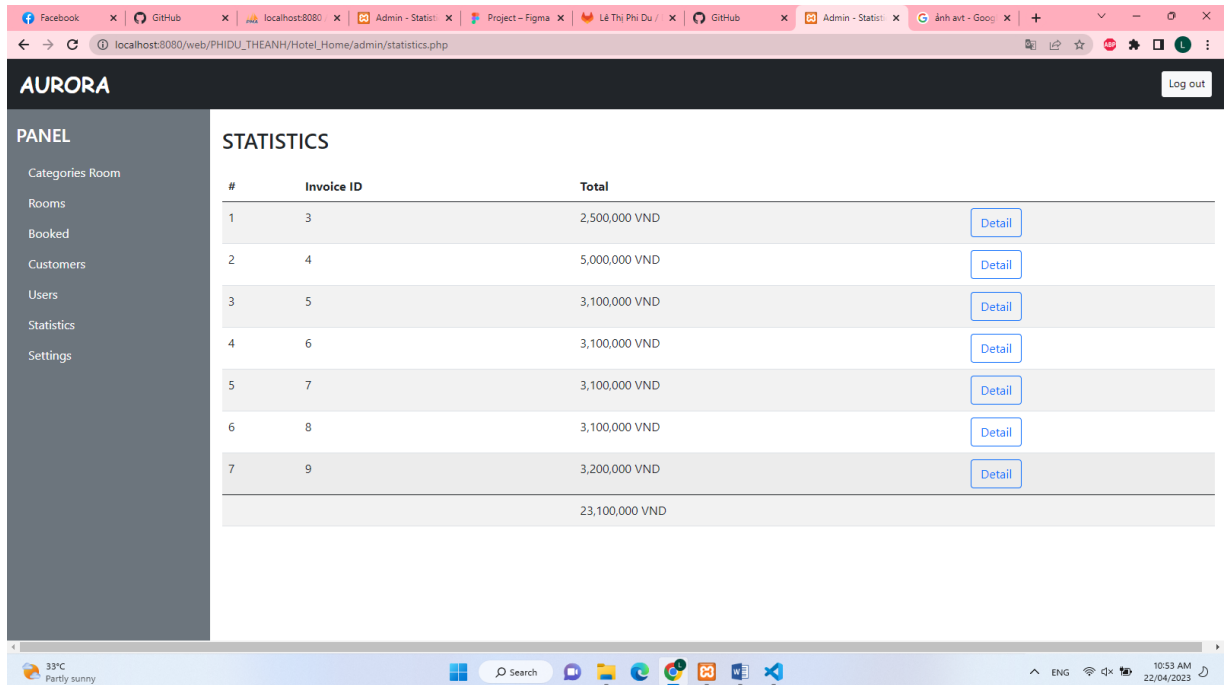 Facebook
GitHub
localhost:8080
Admin - Statist
Project – Figma
Lê Thị Phi Du /
GitHub
Admin - Statist
ảnh avt - Goog
localhost:8080/web/PHIDU_THEANH/Hotel_Home/admin/statistics.php
ABP
L
AURORA
Log out
PANEL
Categories Room
Rooms
Booked
Customers
Users
Statistics
Settings
STATISTICS
# Invoice ID Total
1 3 2,500,000 VND Detail
2 4 5,000,000 VND Detail
3 5 3,100,000 VND Detail
4 6 3,100,000 VND Detail
5 7 3,100,000 VND Detail
6 8 3,100,000 VND Detail
7 9 3,200,000 VND Detail
23,100,000 VND
33°C
Partly sunny
Search
ENG
10:53 AM
22/04/2023